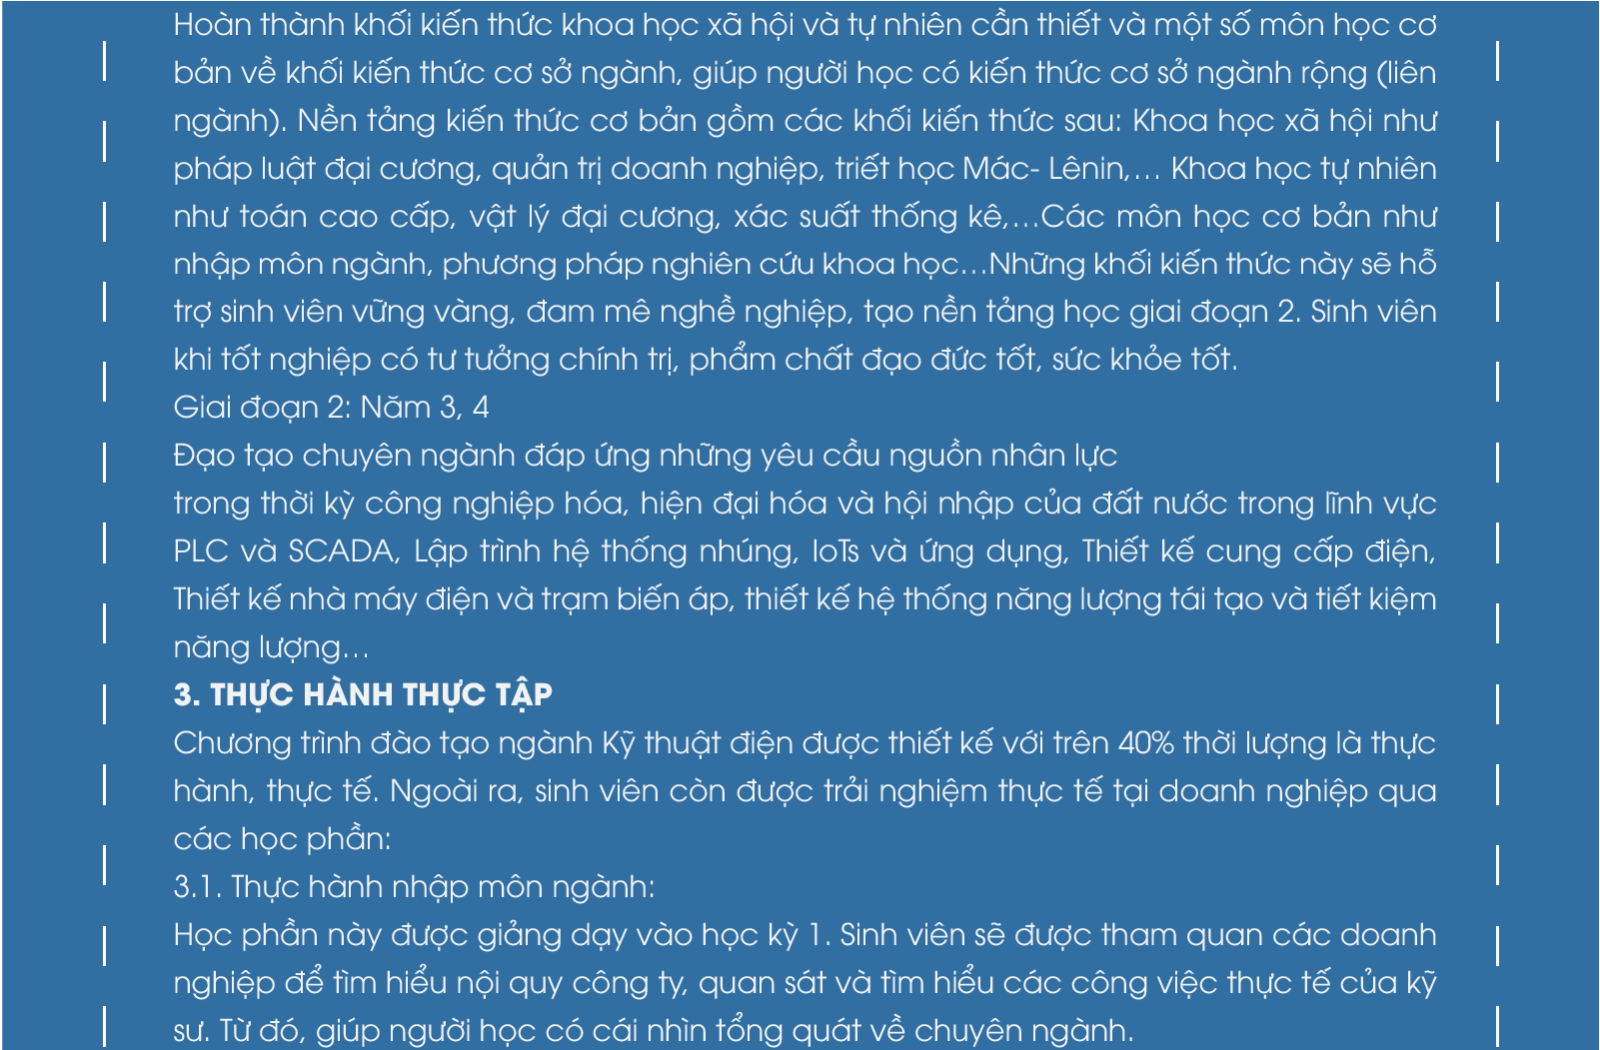 Hoàn thành khối kiến thức khoa học xã hội và tự nhiên cần thiết và một số môn học cơ
bản về khối kiến thức cơ sở ngành, giúp người học có kiến thức cơ sở ngành rộng (liên
ngành). Nền tảng kiến thức cơ bản gồm các khối kiến thức sau: Khoa học xã hội như
pháp luật đại cương, quản trị doanh nghiệp, triết học Mác- Lênin,... Khoa học tự nhiên
như toán cao cấp, vật lý đại cương, xác suất thống kê,...Các môn học cơ bản như
nhập môn ngành, phương pháp nghiên cứu khoa học...Những khối kiến thức này sẽ hỗ
trợ sinh viên vững vàng, đam mê nghề nghiệp, tạo nền tảng học giai đoạn 2. Sinh viên
khi tốt nghiệp có tư tưởng chính trị, phẩm chất đạo đức tốt, sức khỏe tốt.
Giai đoạn 2: Năm 3, 4
Đạo tạo chuyên ngành đáp ứng những yêu cầu nguồn nhân lực
trong thời kỳ công nghiệp hóa, hiện đại hóa và hội nhập của đất nước trong lĩnh vực
PLC và SCADA, Lập trình hệ thống nhúng, IoTs và ứng dụng, Thiết kế cung cấp điện,
Thiết kế nhà máy điện và trạm biến áp, thiết kế hệ thống năng lượng tái tạo và tiết kiệm
năng lượng...
3. THỰC HÀNH THỰC TẬP
Chương trình đào tạo ngành Kỹ thuật điện được thiết kế với trên 40% thời lượng là thực
hành, thực tế. Ngoài ra, sinh viên còn được trải nghiệm thực tế tại doanh nghiệp qua
các học phần:
3.1. Thực hành nhập môn ngành:
Học phần này được giảng dạy vào học kỳ 1. Sinh viên sẽ được tham quan các doanh
nghiệp để tìm hiểu nội quy công ty, quan sát và tìm hiểu các công việc thực tế của kỹ
sư. Từ đó, giúp người học có cái nhìn tổng quát về chuyên ngành.